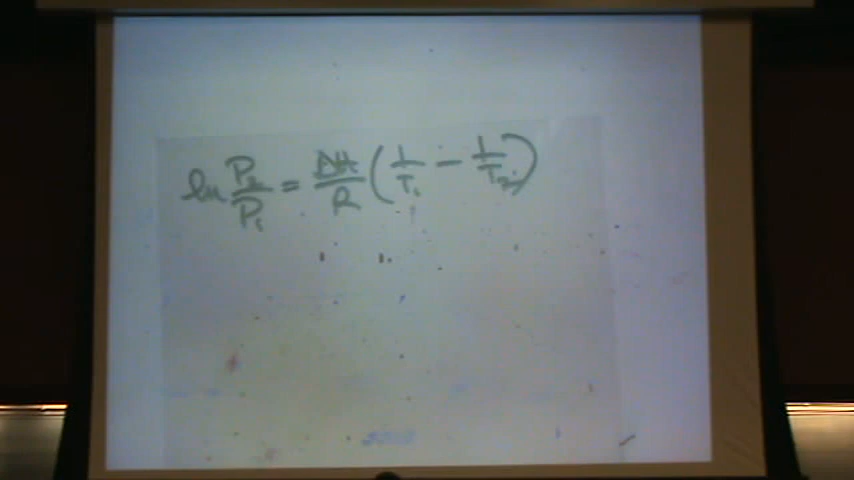 ln P₂/P₁ = ΔH/R (1/T₁ − 1/T₂)